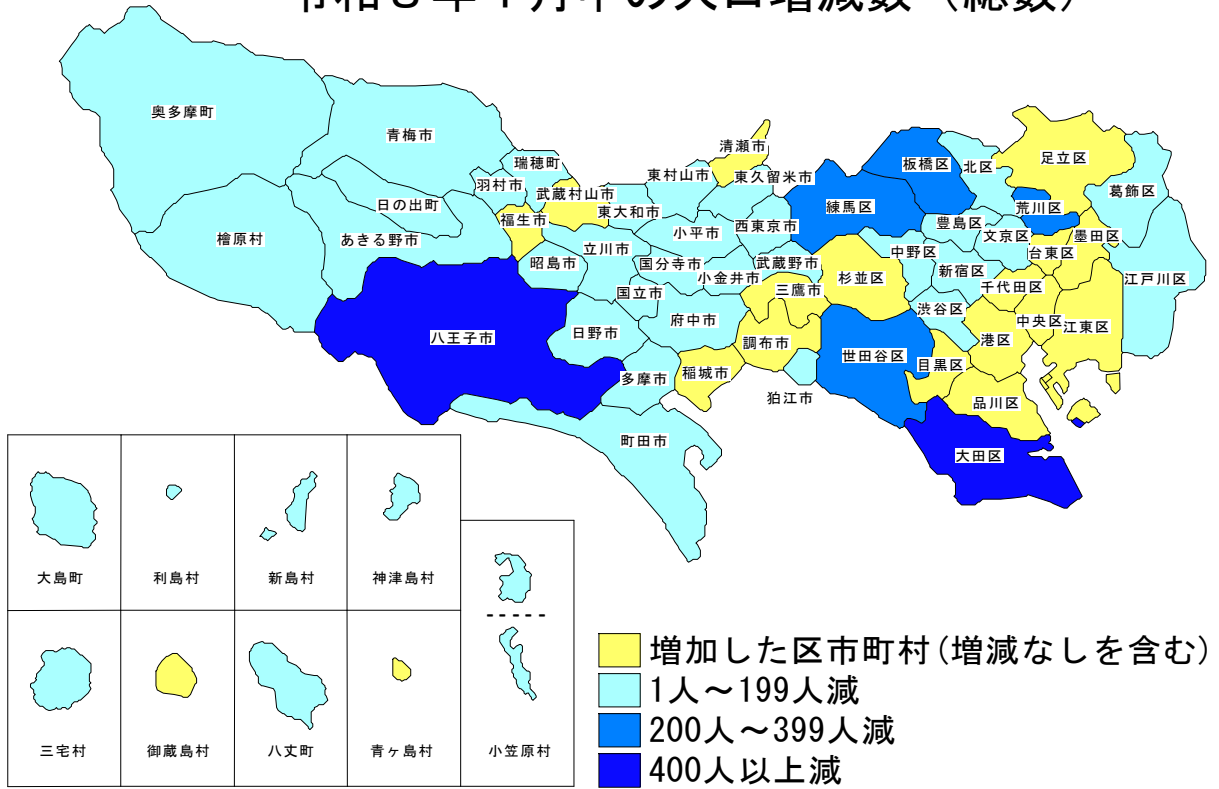 奥多摩町
青梅市
瑞穂町
羽村市
武蔵村山市
東大和市
東村山市
清瀬市
東久留米市
日の出町
福生市
檜原村
あきる野市
昭島市
立川市
小平市
西東京市
国分寺市
小金井市
武蔵野市
三鷹市
国立市
府中市
調布市
八王子市
日野市
多摩市
稲城市
狛江市
町田市
練馬区
板橋区
北区
足立区
葛飾区
荒川区
豊島区
文京区
台東区
墨田区
江戸川区
中野区
新宿区
杉並区
千代田区
渋谷区
中央区
江東区
港区
世田谷区
目黒区
品川区
大田区
大島町
利島村
新島村
神津島村
三宅村
御蔵島村
八丈町
青ヶ島村
小笠原村
増加した区市町村(増減なしを含む)
1人～199人減
200人～399人減
400人以上減